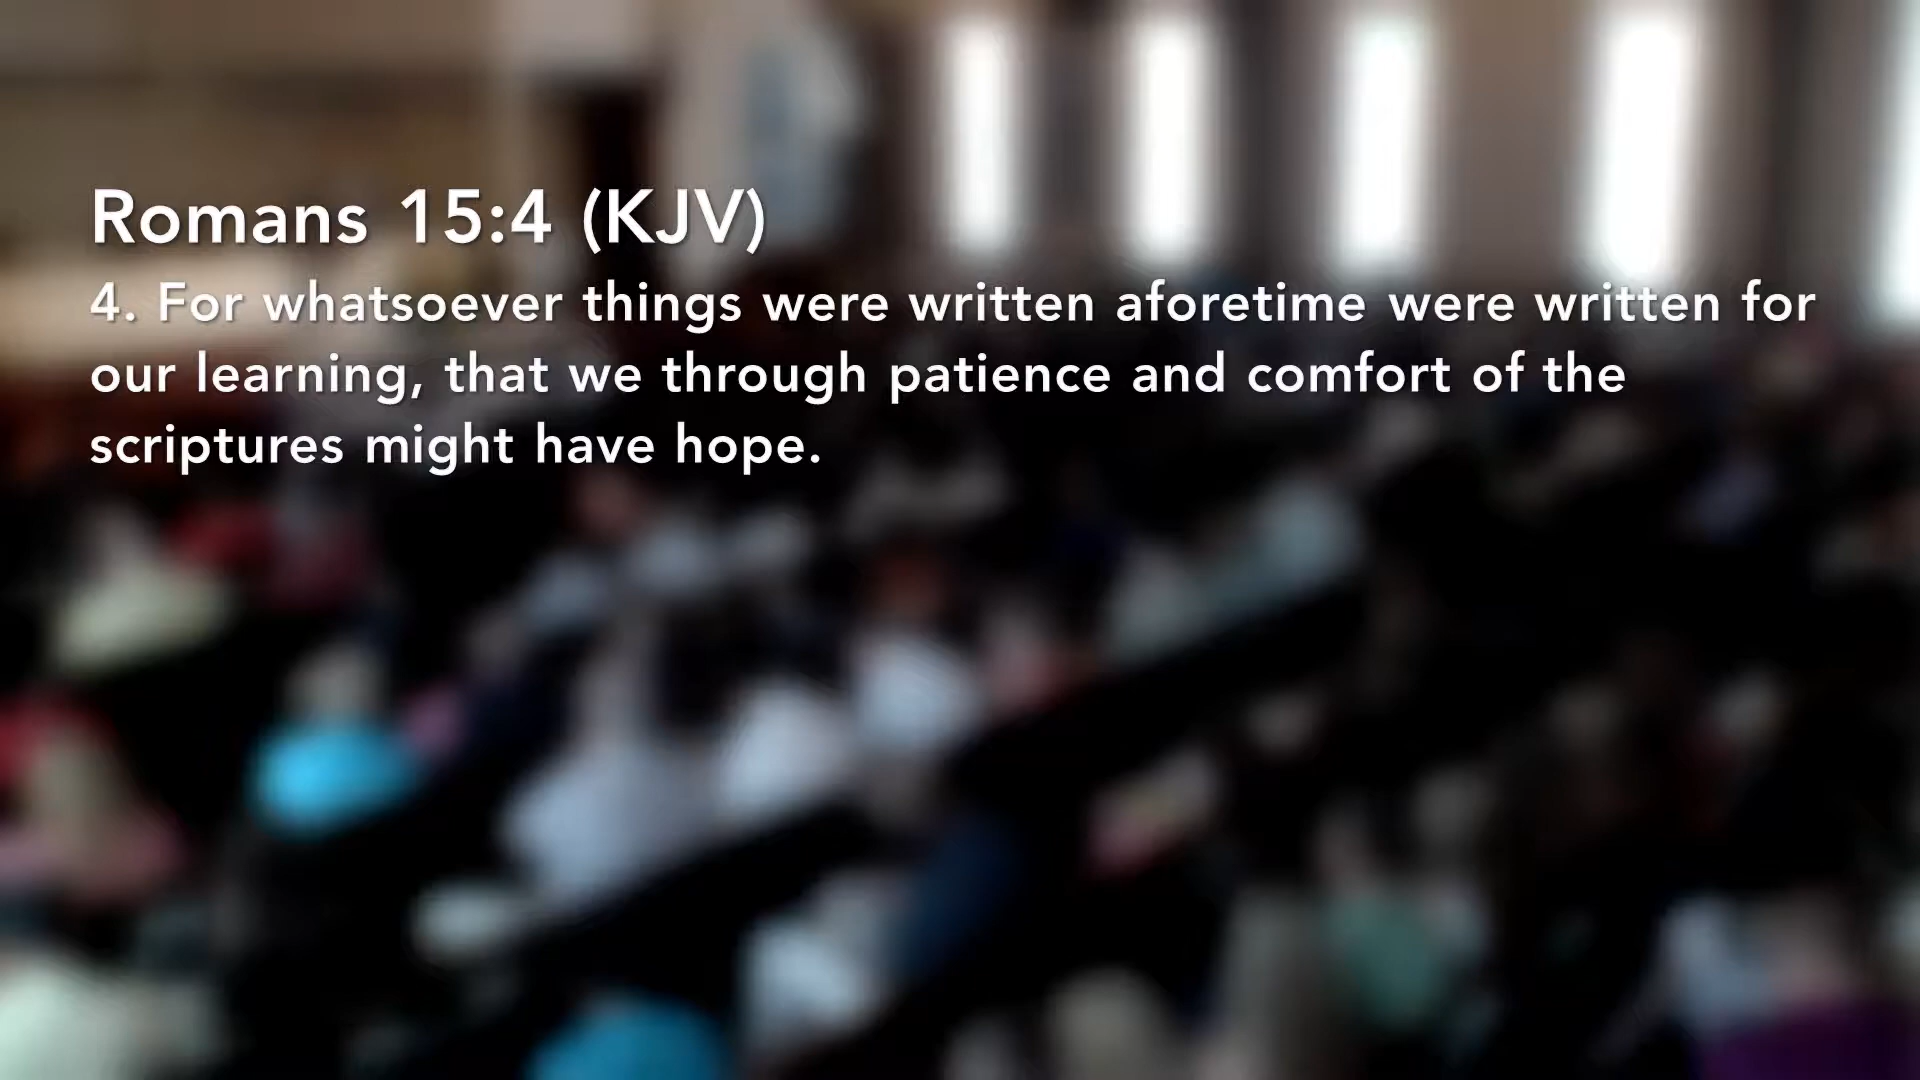 Romans 15:4 (KJV)
4. For whatsoever things were written aforetime were written for
our learning, that we through patience and comfort of the
scriptures might have hope.